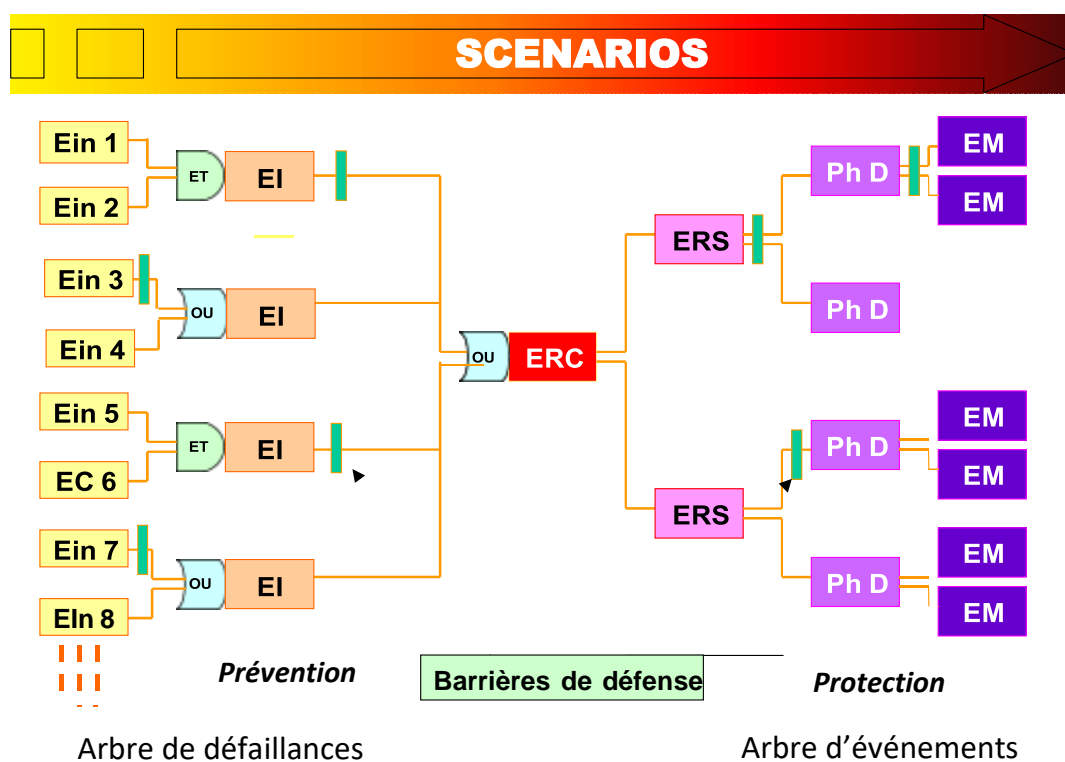 SCENARIOS
Ein 1
Ein 2
ET
EI
Ein 3
Ein 4
OU
EI
Ein 5
EC 6
ET
EI
Ein 7
EIn 8
OU
EI
OU
ERC
ERS
ERS
Ph D
Ph D
Ph D
Ph D
EM
EM
EM
EM
EM
EM
Prévention
Barrières de défense
Protection
Arbre de défaillances
Arbre d’événements